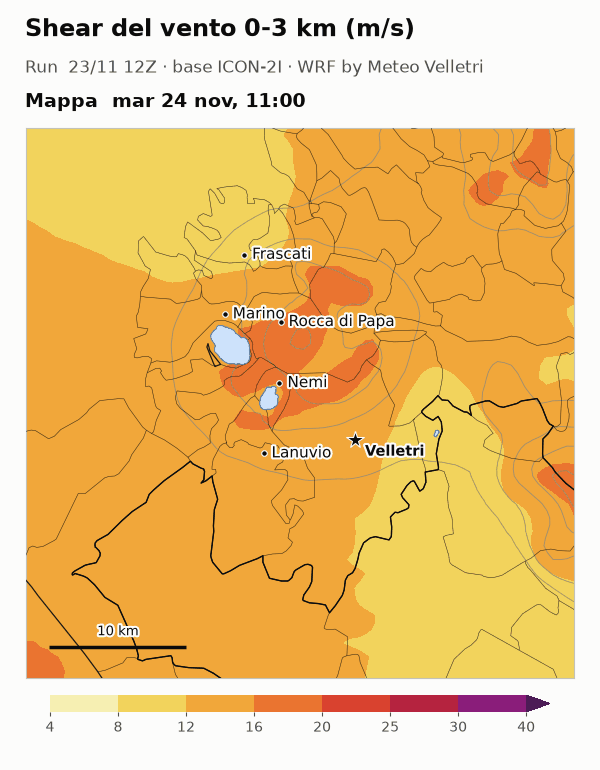 Shear del vento 0-3 km (m/s)
Run  23/11 12Z · base ICON-2I · WRF by Meteo Velletri
Mappa  mar 24 nov, 11:00
Frascati
Marino
Rocca di Papa
Nemi
Velletri
Lanuvio
10 km
4 8 12 16 20 25 30 40